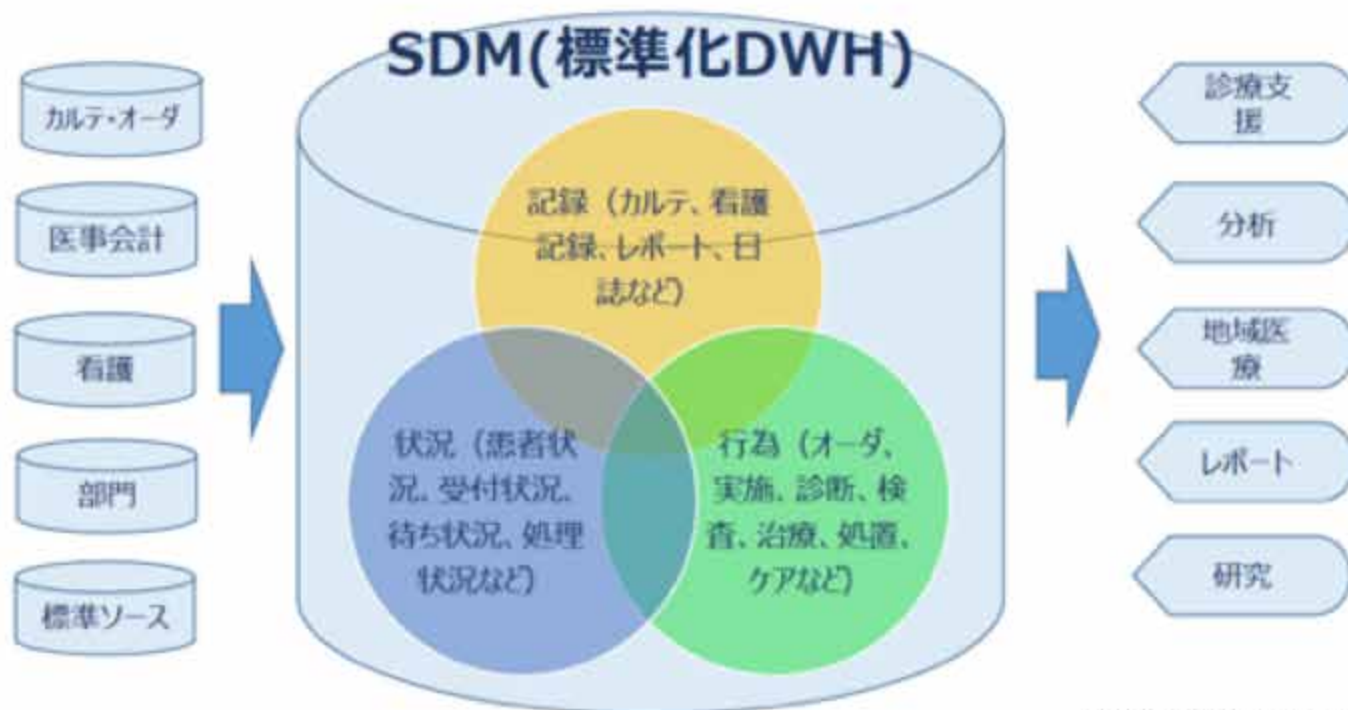 SDM(標準化DWH)
カルテ・オーダ
医事会計
看護
部門
標準ソース
記録(カルテ、看護
記録、レポート、日
誌など)
状況(患者状
況、受付状況、
待ち状況、処理
状況など)
行為(オーダ、
実施、診断、検
査、治療、処置、
ケアなど)
診療支
援
分析
地域医
療
レポート
研究